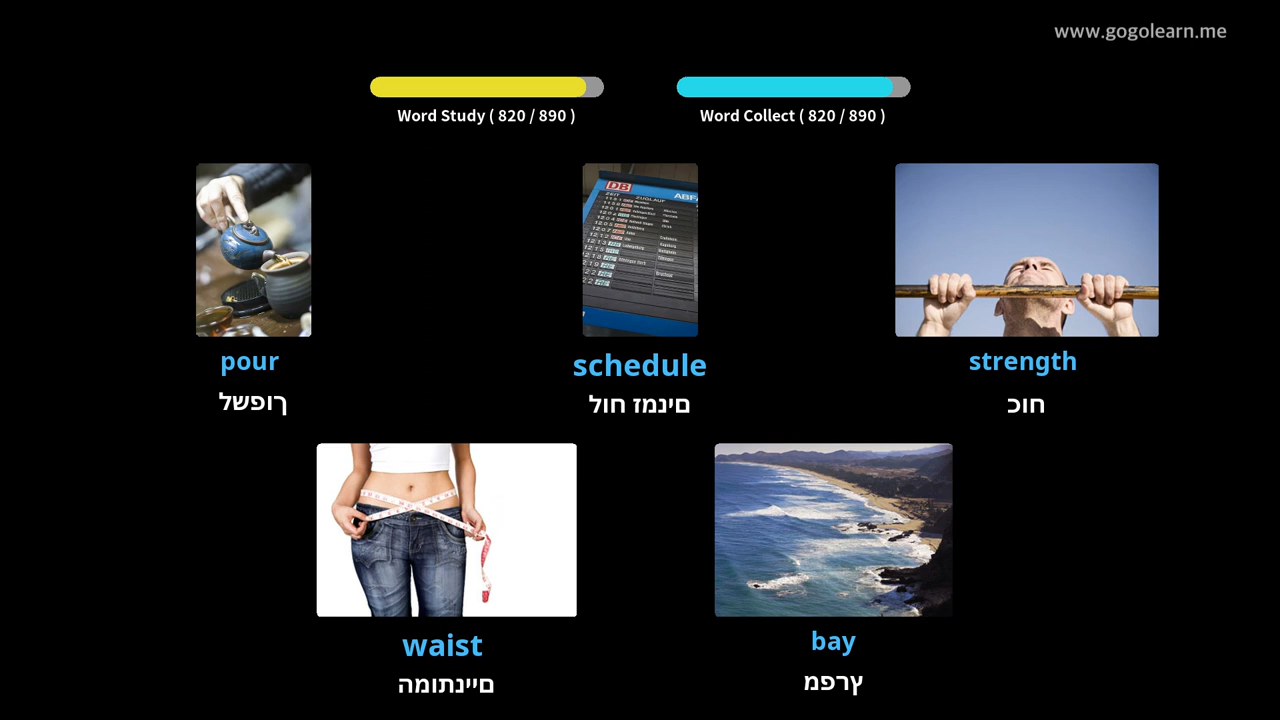 www.gogolearn.me
Word Study ( 820 / 890 )
Word Collect ( 820 / 890 )
pour
ךופשל
schedule
םינמז חול
strength
חוכ
waist
םיינתומה
bay
ץרפמ